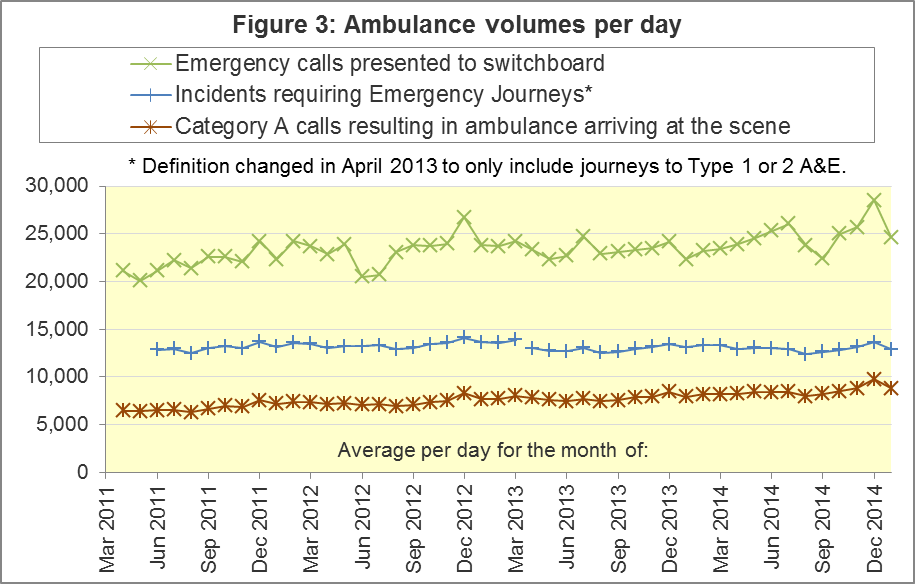 Figure 3: Ambulance volumes per day
Emergency calls presented to switchboard
Incidents requiring Emergency Journeys*
Category A calls resulting in ambulance arriving at the scene
* Definition changed in April 2013 to only include journeys to Type 1 or 2 A&E.
30,000
25,000
20,000
15,000
10,000
5,000
0
Average per day for the month of:
Mar 2011
Jun 2011
Sep 2011
Dec 2011
Mar 2012
Jun 2012
Sep 2012
Dec 2012
Mar 2013
Jun 2013
Sep 2013
Dec 2013
Mar 2014
Jun 2014
Sep 2014
Dec 2014